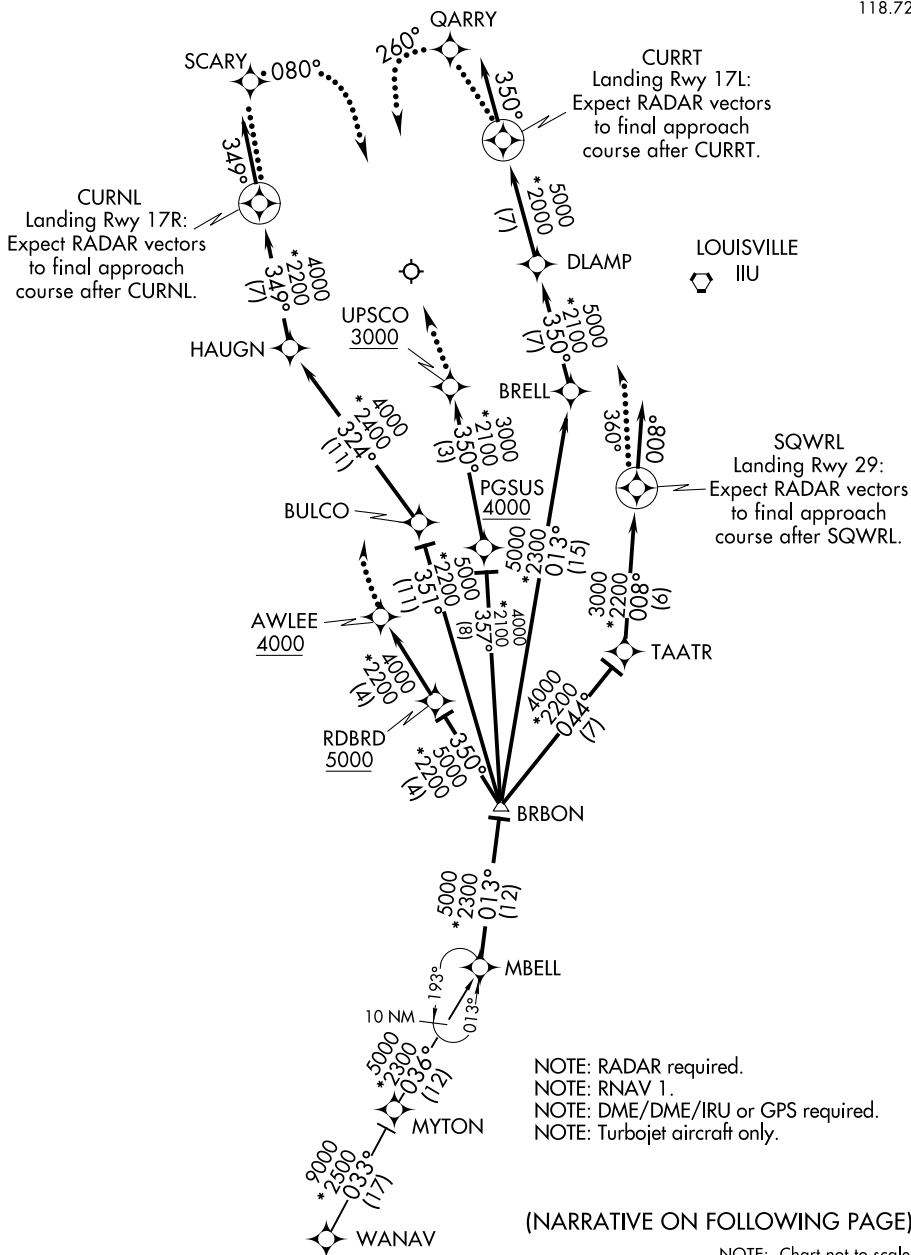 118.72
QARRY
SCARY
080°
260°
CURRT
Landing Rwy 17L:
Expect RADAR vectors
to final approach
course after CURRT.
350°
349°
CURNL
Landing Rwy 17R:
Expect RADAR vectors
to final approach
course after CURNL.
5000
*2000
(7)
DLAMP
LOUISVILLE
IIU
4000
*2200
349°
(7)
HAUGN
UPSCO
3000
5000
*2100
350°
(7)
BRELL
4000
*2400
324°
(11)
3000
*2100
350°
(3)
360°
008°
SQWRL
Landing Rwy 29:
Expect RADAR vectors
to final approach
course after SQWRL.
PGSUS
4000
BULCO
5000
*2200
351°
(11)
4000
*2100
357°
(8)
5000
*2300
013°
(15)
3000
*2200
008°
(6)
AWLEE
4000
4000
*2200
(4)
TAATR
RDBRD
5000
350°
5000
*2200
(4)
4000
*2200
044°
(7)
BRBON
5000
*2300
013°
(12)
MBELL
193°
013°
10 NM
5000
*2300
036°
(12)
MYTON
NOTE: RADAR required.
NOTE: RNAV 1.
NOTE: DME/DME/IRU or GPS required.
NOTE: Turbojet aircraft only.
9000
*2500
033°
(17)
WANAV
(NARRATIVE ON FOLLOWING PAGE)
NOTE: Chart not to scale